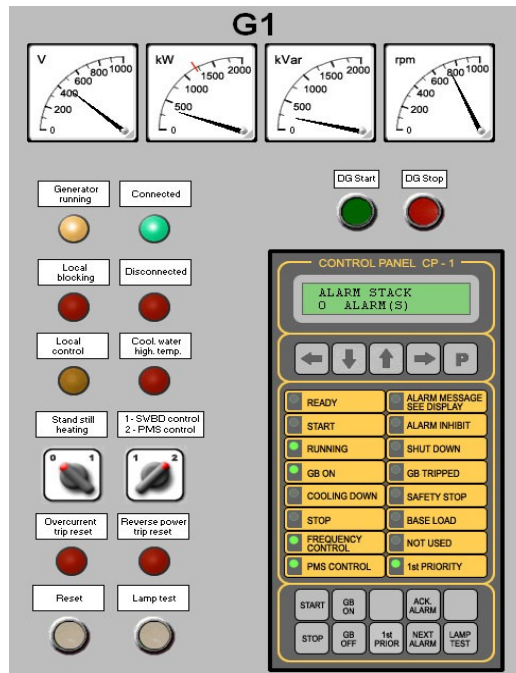 G1
V
0
200
400
600
800
1000
kW
0
500
1000
1500
2000
kVar
0
500
1000
1500
2000
rpm
0
200
400
600
800
1000
DG Start
DG Stop
Generator
running
Connected
Local
blocking
Disconnected
Local
control
Cool. water
high. temp.
Stand still
heating
1 - SWBD control
2 - PMS control
0 1
1 2
Overcurrent
trip reset
Reverse power
trip reset
Reset
Lamp test
CONTROL PANEL CP - 1
ALARM STACK
0 ALARM(S)
P
READY
ALARM MESSAGE
SEE DISPLAY
START
ALARM INHIBIT
RUNNING
SHUT DOWN
GB ON
GB TRIPPED
COOLING DOWN
SAFETY STOP
STOP
BASE LOAD
FREQUENCY
CONTROL
NOT USED
PMS CONTROL
1st PRIORITY
START
GB
ON
ACK.
ALARM
STOP
GB
OFF
1st
PRIOR
NEXT
ALARM
LAMP
TEST